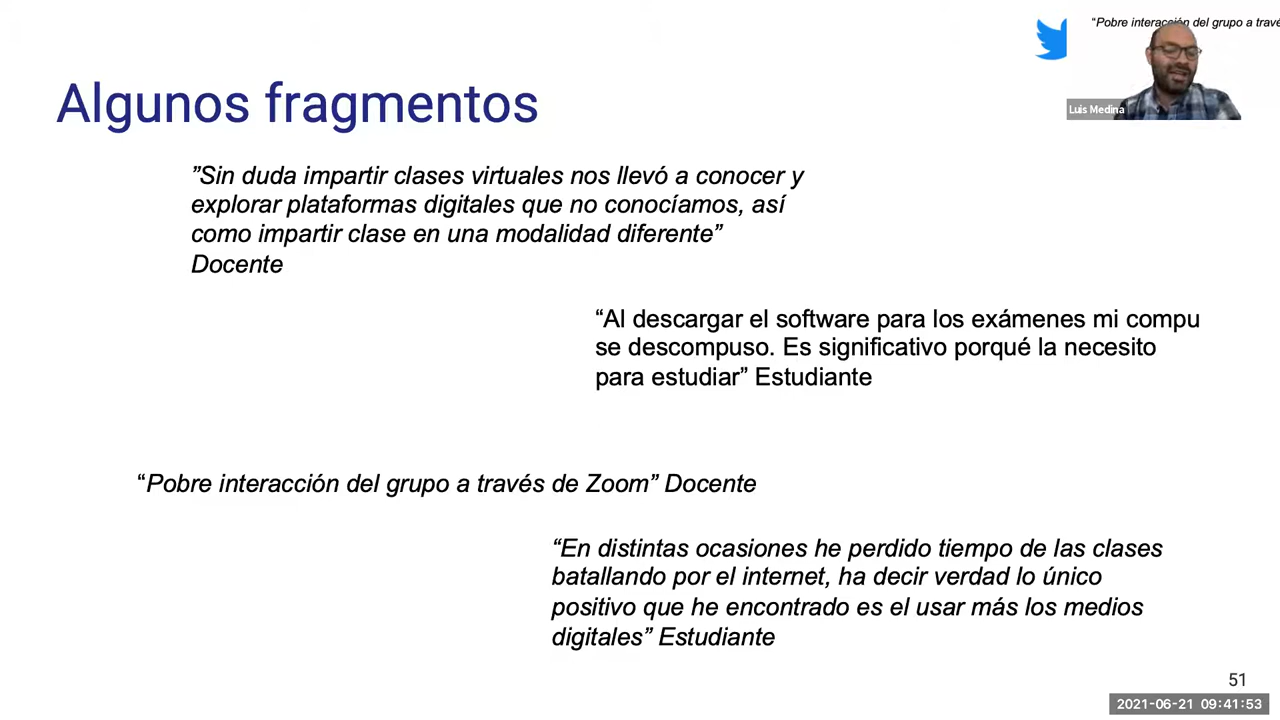 “Pobre interacción del grupo a travé
Luis Medina
Algunos fragmentos
”Sin duda impartir clases virtuales nos llevó a conocer y
explorar plataformas digitales que no conocíamos, así
como impartir clase en una modalidad diferente”
Docente
“Al descargar el software para los exámenes mi compu
se descompuso. Es significativo porqué la necesito
para estudiar” Estudiante
“Pobre interacción del grupo a través de Zoom” Docente
“En distintas ocasiones he perdido tiempo de las clases
batallando por el internet, ha decir verdad lo único
positivo que he encontrado es el usar más los medios
digitales” Estudiante
51
2021-06-21 09:41:53